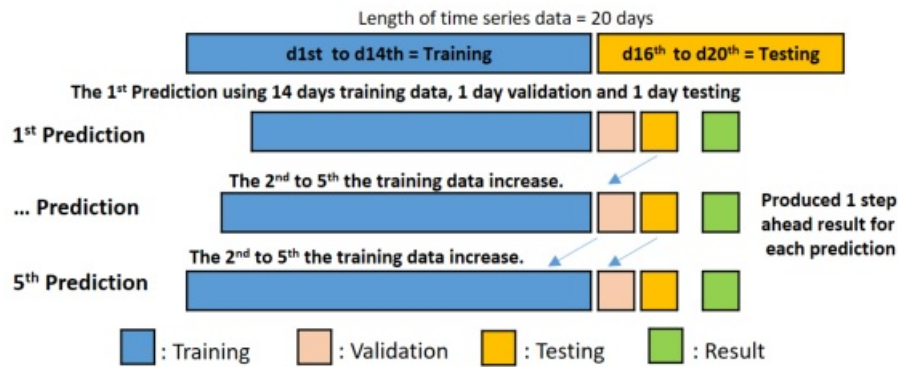 Length of time series data = 20 days
d1st to d14th = Training
d16th to d20th = Testing
The 1st Prediction using 14 days training data, 1 day validation and 1 day testing
1st Prediction
The 2nd to 5th the training data increase.
... Prediction
Produced 1 step
ahead result for
each prediction
The 2nd to 5th the training data increase.
5th Prediction
: Training
: Validation
: Testing
: Result